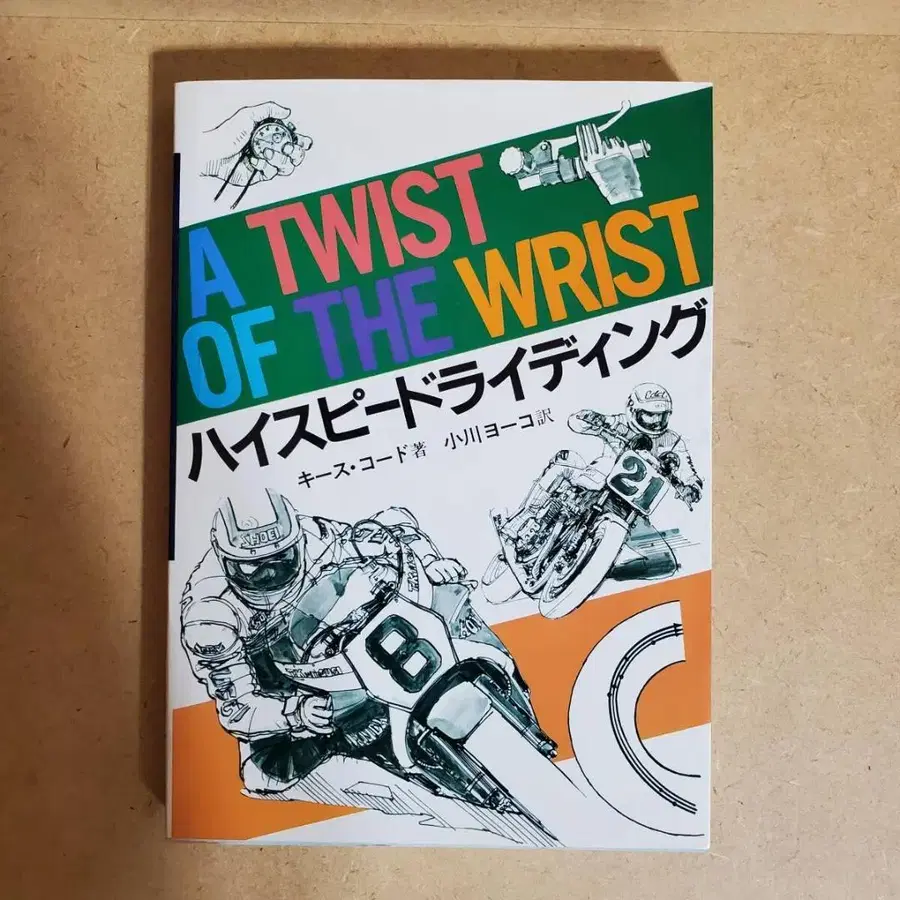 A TWIST
OF THE WRIST
ハイスピードライディング
キース・コード著 小川ヨーコ訳
21
SHOEI
8